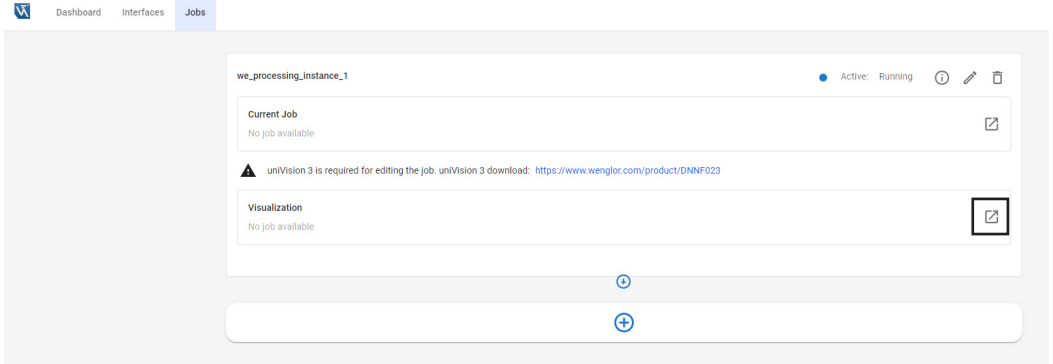 Dashboard Interfaces Jobs
we_processing_instance_1 Active: Running
Current Job
No job available
uniVision 3 is required for editing the job. uniVision 3 download: https://www.wenglor.com/product/DNNF023
Visualization
No job available